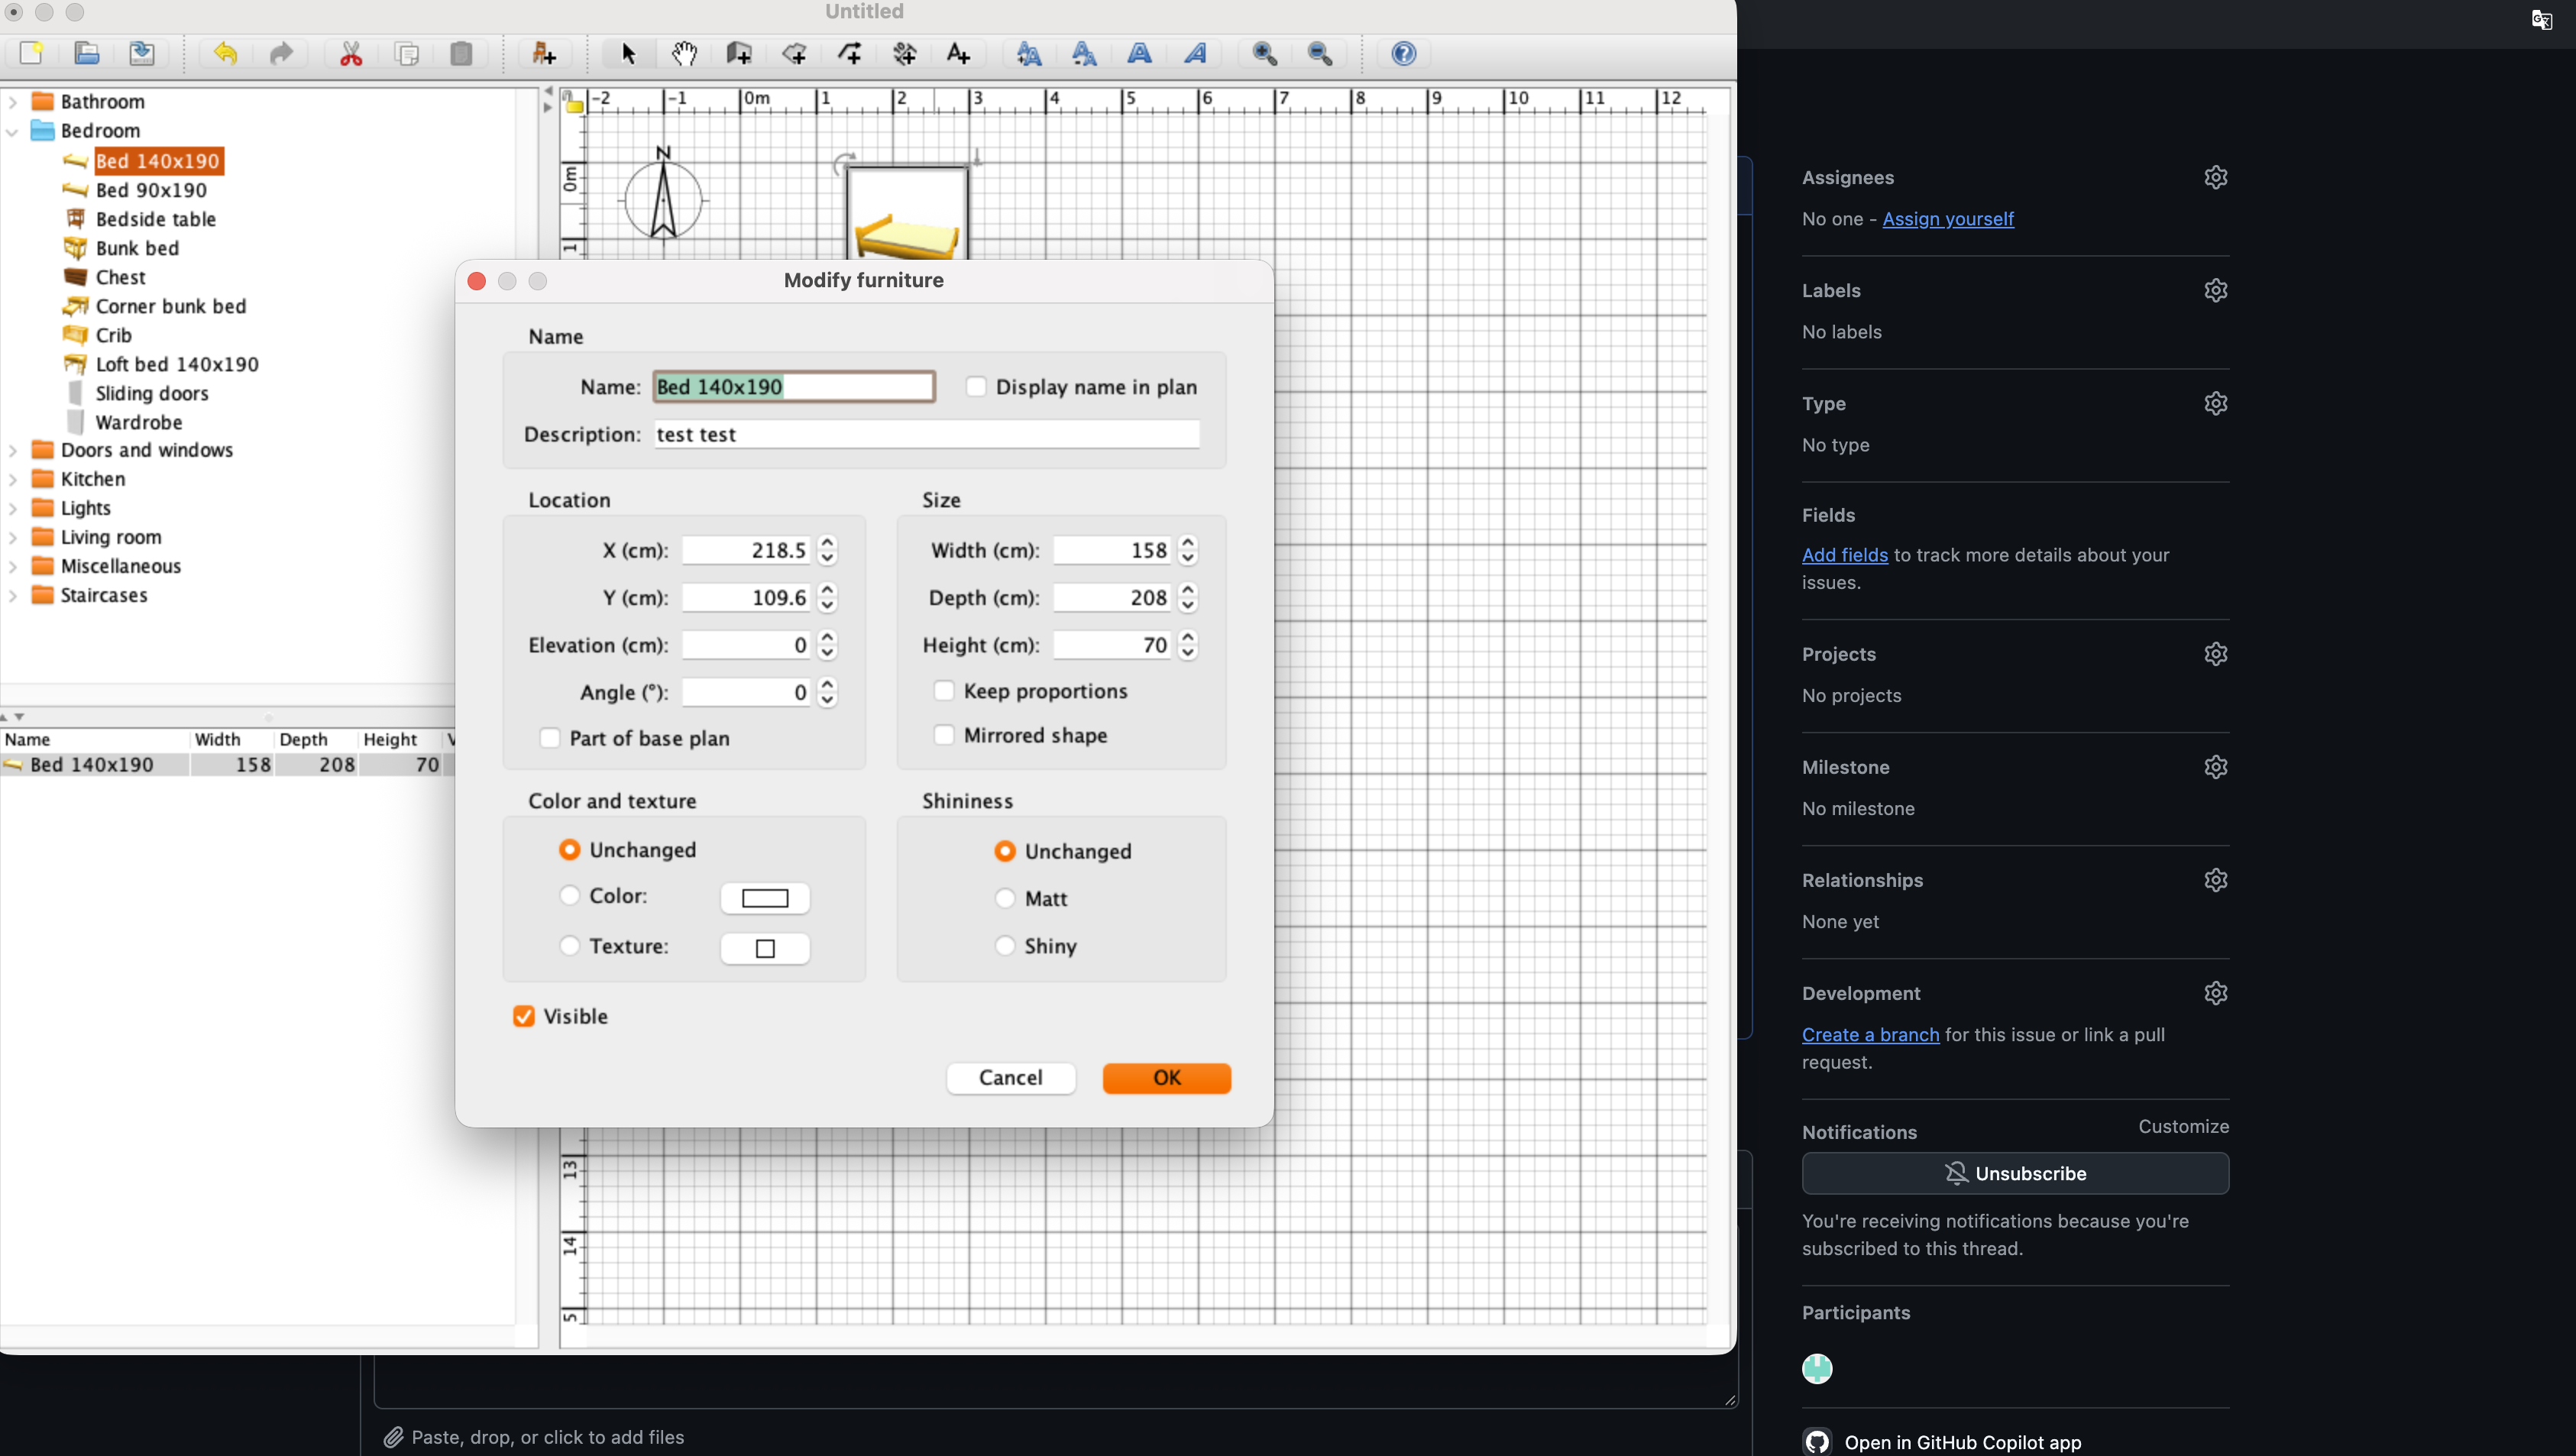 Untitled
Bathroom
Bedroom
Bed 140x190
Bed 90x190
Bedside table
Bunk bed
Chest
Corner bunk bed
Crib
Loft bed 140x190
Sliding doors
Wardrobe
Doors and windows
Kitchen
Lights
Living room
Miscellaneous
Staircases
Name Width Depth Height V
Bed 140x190 158 208 70
-2 -1 0m 1 2 3 4 5 6 7 8 9 10 11 12
0m
1
N
13
14
5
Modify furniture
Name
Name: Bed 140x190 Display name in plan
Description: test test
Location
X (cm): 218.5
Y (cm): 109.6
Elevation (cm): 0
Angle (°): 0
Part of base plan
Size
Width (cm): 158
Depth (cm): 208
Height (cm): 70
Keep proportions
Mirrored shape
Color and texture
Unchanged
Color:
Texture:
Shininess
Unchanged
Matt
Shiny
Visible
Cancel OK
Assignees
No one - Assign yourself
Labels
No labels
Type
No type
Fields
Add fields to track more details about your
issues.
Projects
No projects
Milestone
No milestone
Relationships
None yet
Development
Create a branch for this issue or link a pull
request.
Notifications Customize
Unsubscribe
You're receiving notifications because you're
subscribed to this thread.
Participants
Open in GitHub Copilot app
Paste, drop, or click to add files